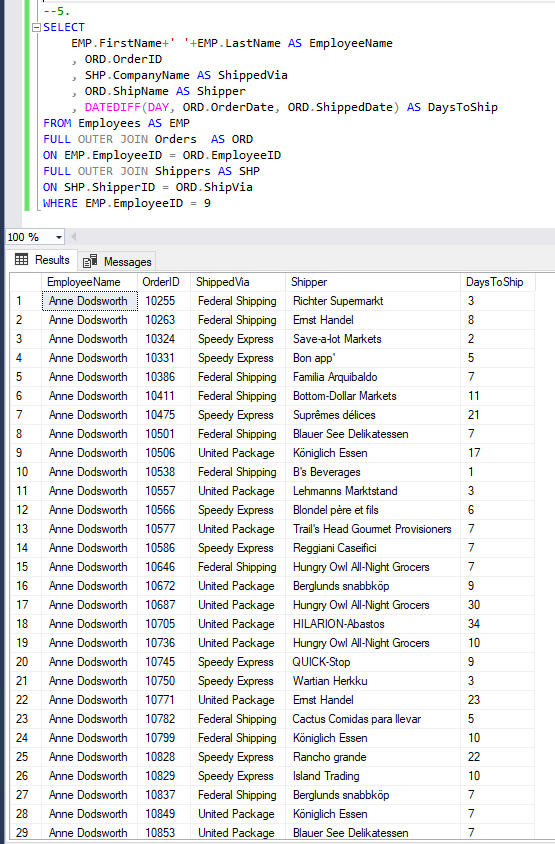 --5.
SELECT
EMP.FirstName+' '+EMP.LastName AS EmployeeName
, ORD.OrderID
, SHP.CompanyName AS ShippedVia
, ORD.ShipName AS Shipper
, DATEDIFF(DAY, ORD.OrderDate, ORD.ShippedDate) AS DaysToShip
FROM Employees AS EMP
FULL OUTER JOIN Orders  AS ORD
ON EMP.EmployeeID = ORD.EmployeeID
FULL OUTER JOIN Shippers AS SHP
ON SHP.ShipperID = ORD.ShipVia
WHERE EMP.EmployeeID = 9
100 %
Results Messages
EmployeeName OrderID ShippedVia Shipper DaysToShip
1 Anne Dodsworth 10255 Federal Shipping Richter Supermarkt 3
2 Anne Dodsworth 10263 Federal Shipping Ernst Handel 8
3 Anne Dodsworth 10324 Speedy Express Save-a-lot Markets 2
4 Anne Dodsworth 10331 Speedy Express Bon app' 5
5 Anne Dodsworth 10386 Federal Shipping Familia Arquibaldo 7
6 Anne Dodsworth 10411 Federal Shipping Bottom-Dollar Markets 11
7 Anne Dodsworth 10475 Speedy Express Suprêmes délices 21
8 Anne Dodsworth 10501 Federal Shipping Blauer See Delikatessen 7
9 Anne Dodsworth 10506 United Package Königlich Essen 17
10 Anne Dodsworth 10538 Federal Shipping B's Beverages 1
11 Anne Dodsworth 10557 United Package Lehmanns Marktstand 3
12 Anne Dodsworth 10566 Speedy Express Blondel père et fils 6
13 Anne Dodsworth 10577 United Package Trail's Head Gourmet Provisioners 7
14 Anne Dodsworth 10586 Speedy Express Reggiani Caseifici 7
15 Anne Dodsworth 10646 Federal Shipping Hungry Owl All-Night Grocers 7
16 Anne Dodsworth 10672 United Package Berglunds snabbköp 9
17 Anne Dodsworth 10687 United Package Hungry Owl All-Night Grocers 30
18 Anne Dodsworth 10705 United Package HILARION-Abastos 34
19 Anne Dodsworth 10736 United Package Hungry Owl All-Night Grocers 10
20 Anne Dodsworth 10745 Speedy Express QUICK-Stop 9
21 Anne Dodsworth 10750 Speedy Express Wartian Herkku 3
22 Anne Dodsworth 10771 United Package Ernst Handel 23
23 Anne Dodsworth 10782 Federal Shipping Cactus Comidas para llevar 5
24 Anne Dodsworth 10799 Federal Shipping Königlich Essen 10
25 Anne Dodsworth 10828 Speedy Express Rancho grande 22
26 Anne Dodsworth 10829 Speedy Express Island Trading 10
27 Anne Dodsworth 10837 Federal Shipping Berglunds snabbköp 7
28 Anne Dodsworth 10849 United Package Königlich Essen 7
29 Anne Dodsworth 10853 United Package Blauer See Delikatessen 7